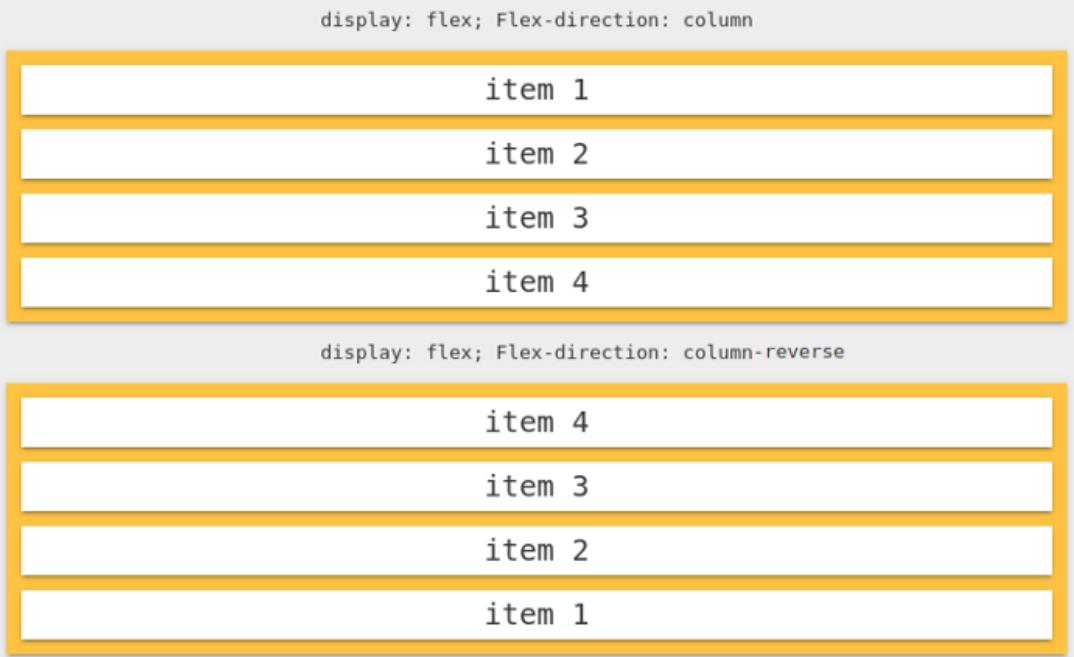 display: flex; Flex-direction: column
item 1
item 2
item 3
item 4
display: flex; Flex-direction: column-reverse
item 4
item 3
item 2
item 1